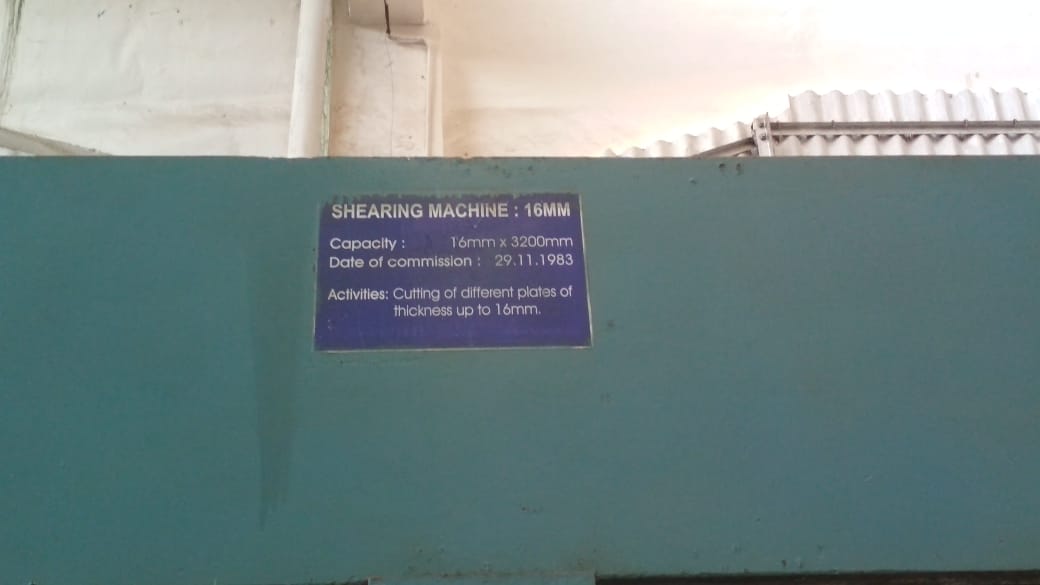 SHEARING MACHINE : 16MM
Capacity : 16mm x 3200mm
Date of commission : 29.11.1983
Activities: Cutting of different plates of
thickness up to 16mm.